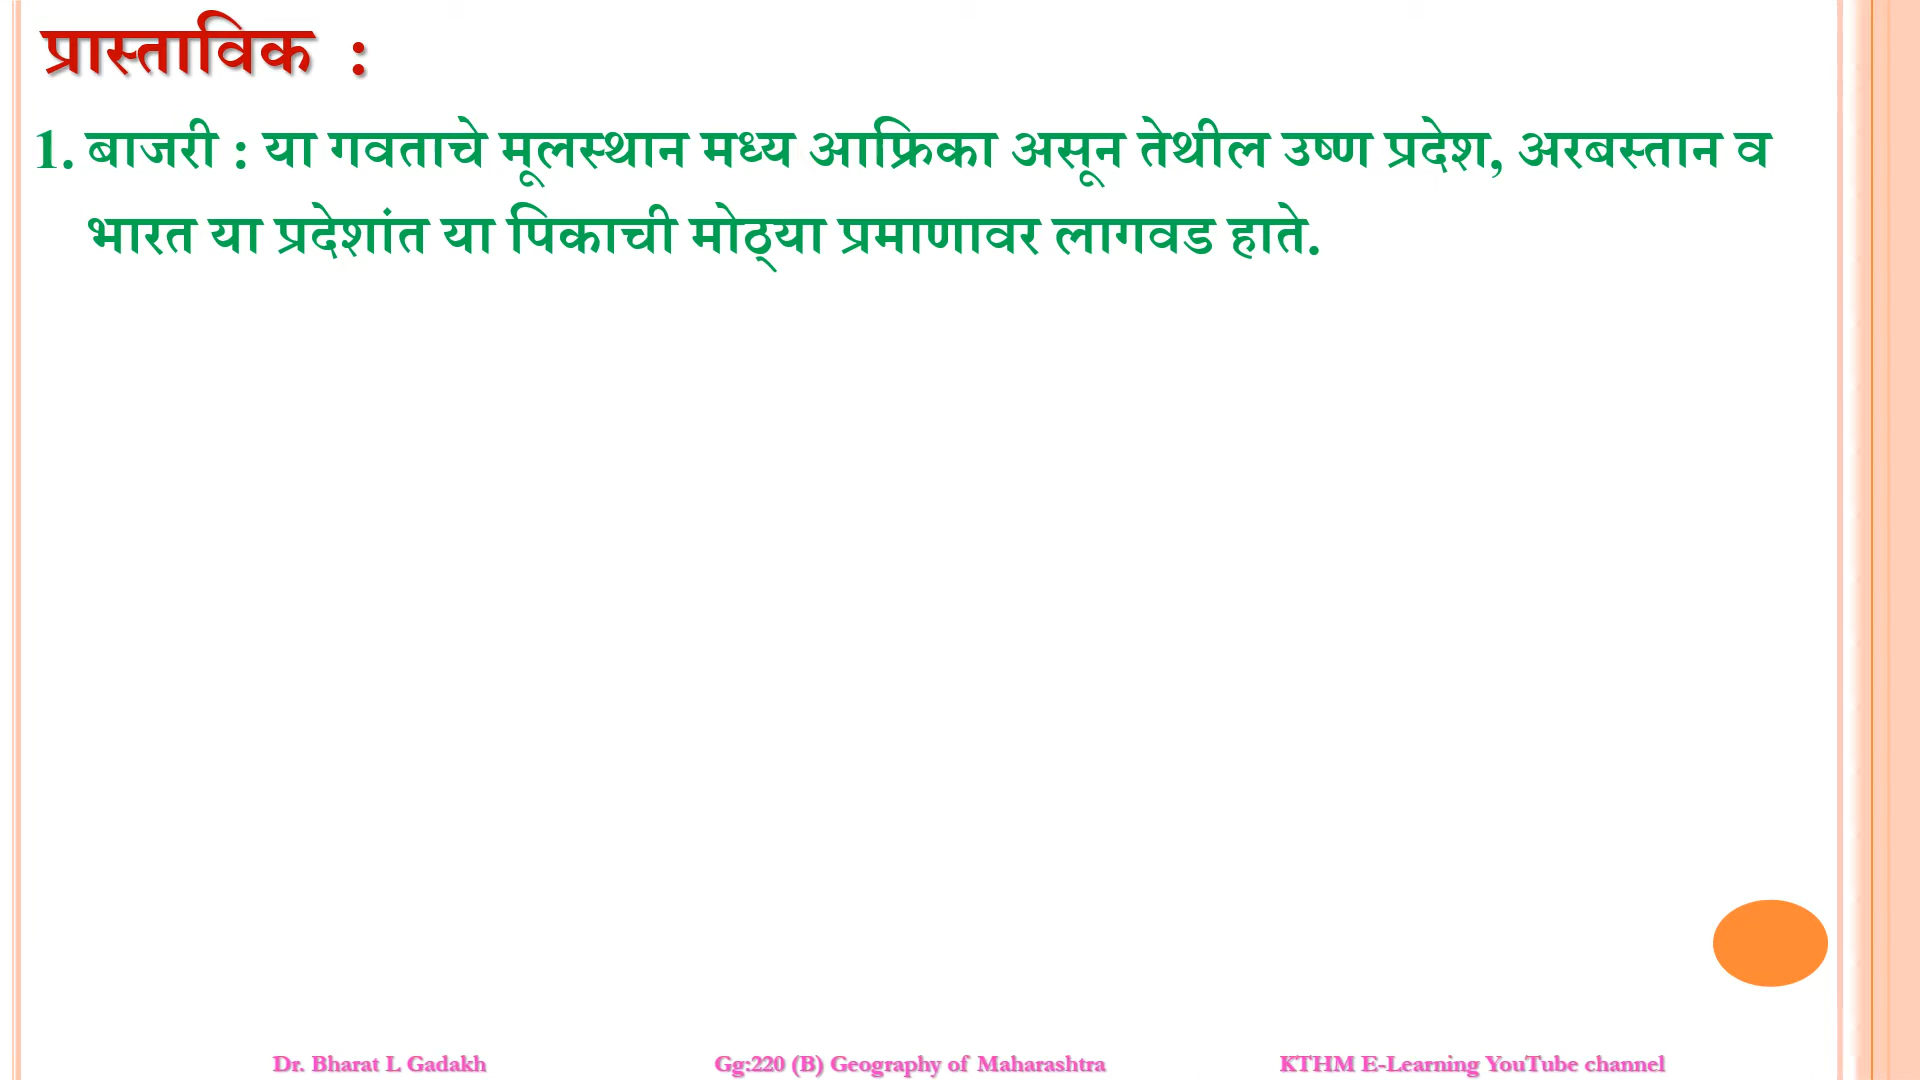 प्रास्ताविक :
1. बाजरी : या गवताचे मूलस्थान मध्य आफ्रिका असून तेथील उष्ण प्रदेश, अरबस्तान व
भारत या प्रदेशांत या पिकाची मोठ्या प्रमाणावर लागवड हाते.
Dr. Bharat L Gadakh Gg:220 (B) Geography of Maharashtra KTHM E-Learning YouTube channel